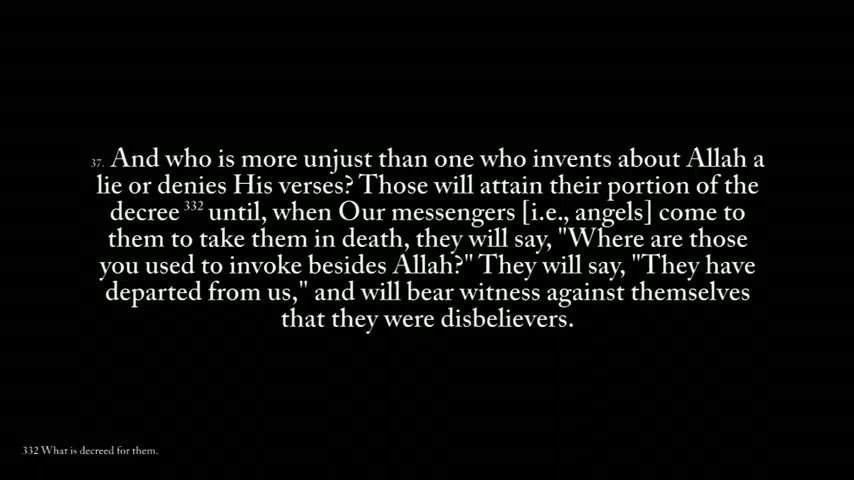 37. And who is more unjust than one who invents about Allah a
lie or denies His verses? Those will attain their portion of the
decree 332 until, when Our messengers [i.e., angels] come to
them to take them in death, they will say, "Where are those
you used to invoke besides Allah?" They will say, "They have
departed from us," and will bear witness against themselves
that they were disbelievers.
332 What is decreed for them.